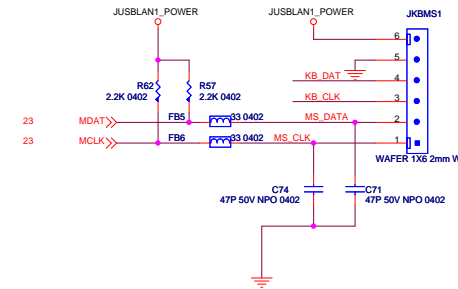 JUSBLAN1_POWER
JUSBLAN1_POWER
JKBMS1
6
5
R62
2.2K 0402
R57
2.2K 0402
KB_DAT
4
KB_CLK
3
23
MDAT
FB5
33 0402
MS_DATA
2
23
MCLK
FB6
33 0402
MS_CLK
1
WAFER 1X6 2mm W
C74
47P 50V NPO 0402
C71
47P 50V NPO 0402